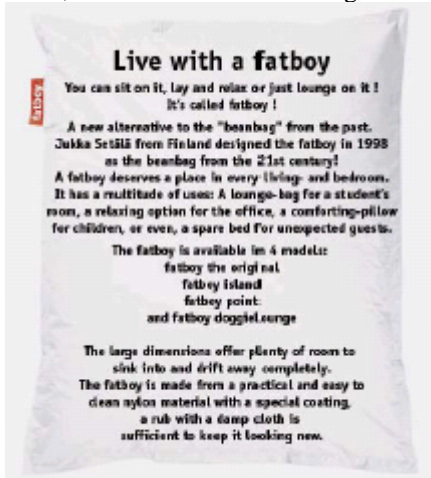 Live with a fatboy
You can sit on it, lay and relax or just lounge on it !
It's called fatboy !
fatboy
A new alternative to the "beanbag" from the past.
Jukka Setälä from Finland designed the fatboy in 1998
as the beanbag from the 21st century!
A fatboy deserves a place in every living- and bedroom.
It has a multitude of uses: A lounge-bag for a student's
room, a relaxing option for the office, a comforting-pillow
for children, or even, a spare bed for unexpected guests.
The fatboy is available im 4 models:
fatboy the original
fatboy island
fatboy point
and fatboy doggieLounge
The large dimensions offer plenty of room to
sink into and drift away completely.
The fatboy is made from a practical and easy to
clean nylon material with a special coating,
a rub with a damp cloth is
sufficient to keep it looking new.